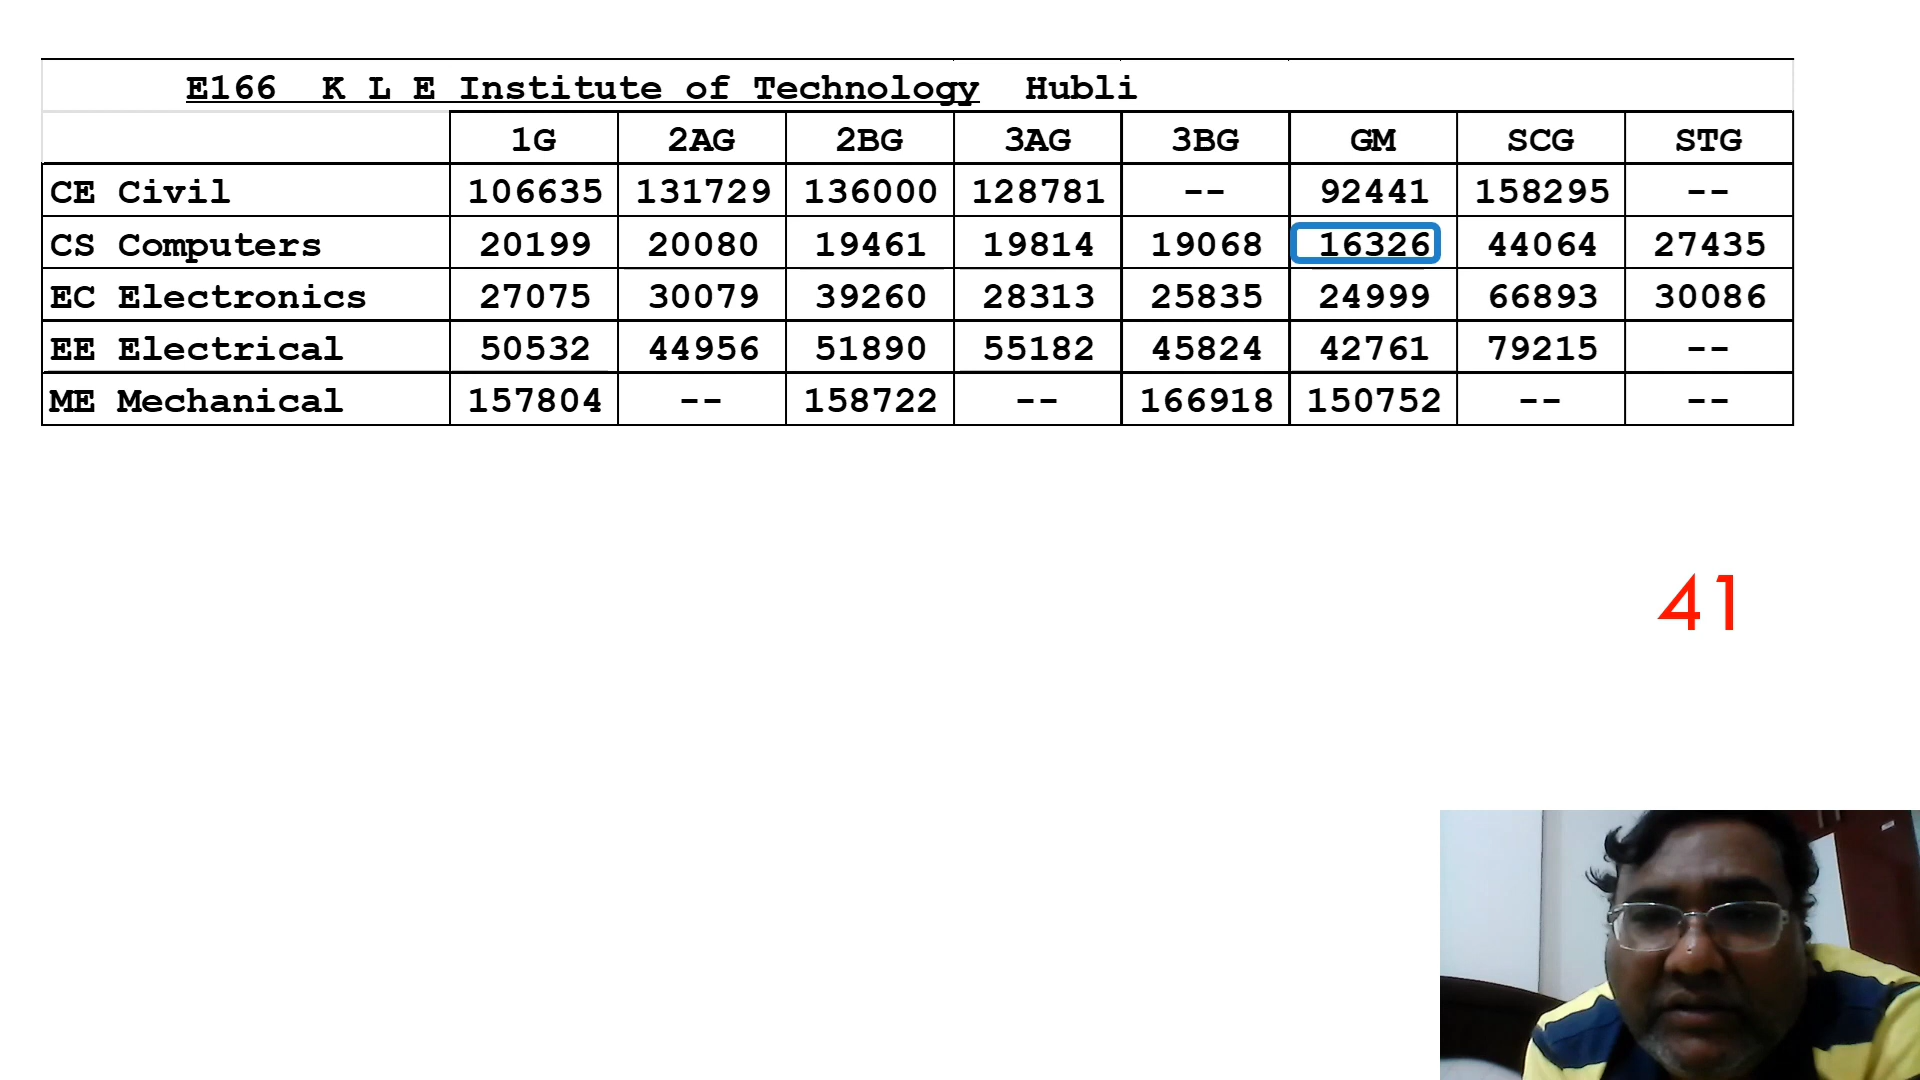 E166 K L E Institute of Technology Hubli
1G 2AG 2BG 3AG 3BG GM SCG STG
CE Civil 106635 131729 136000 128781 -- 92441 158295 --
CS Computers 20199 20080 19461 19814 19068 16326 44064 27435
EC Electronics 27075 30079 39260 28313 25835 24999 66893 30086
EE Electrical 50532 44956 51890 55182 45824 42761 79215 --
ME Mechanical 157804 -- 158722 -- 166918 150752 -- --
41